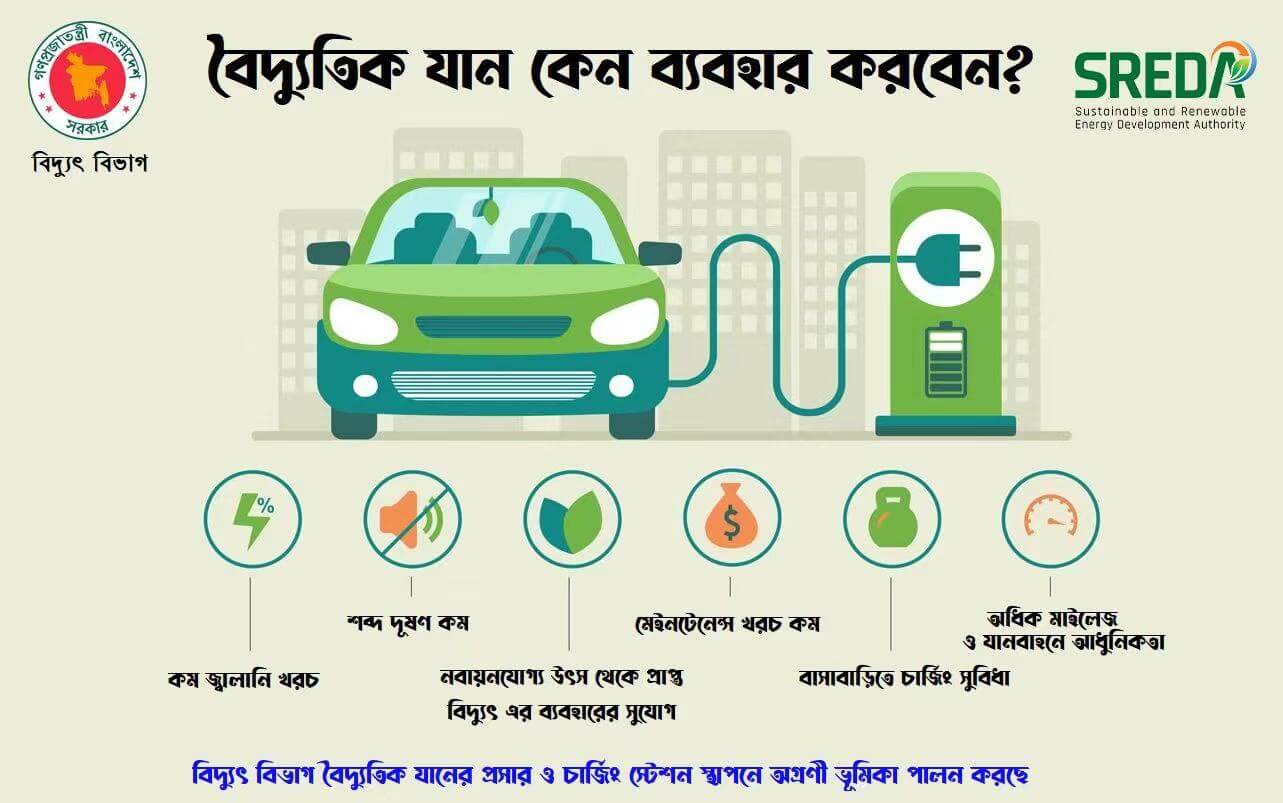 গণপ্রজাতন্ত্রী বাংলাদেশ
সরকার
বিদ্যুৎ বিভাগ
বৈদ্যুতিক যান কেন ব্যবহার করবেন?
SREDA
Sustainable and Renewable
Energy Development Authority
%
$
কম জ্বালানি খরচ
শব্দ দূষণ কম
নবায়নযোগ্য উৎস থেকে প্রাপ্ত
বিদ্যুৎ এর ব্যবহারের সুযোগ
মেইনটেনেন্স খরচ কম
বাসাবাড়িতে চার্জিং সুবিধা
অধিক মাইলেজ
ও যানবাহনে আধুনিকতা
বিদ্যুৎ বিভাগ বৈদ্যুতিক যানের প্রসার ও চার্জিং স্টেশন স্থাপনে অগ্রণী ভূমিকা পালন করছে